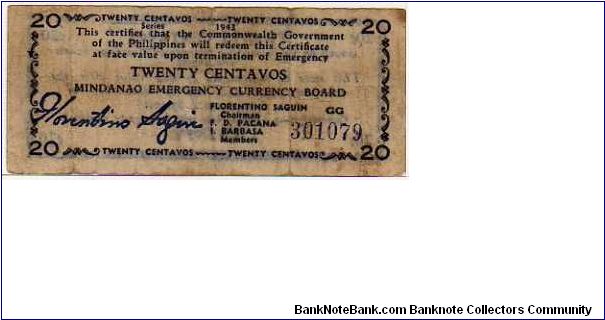 20 TWENTY CENTAVOS TWENTY CENTAVOS 20
Series 1943
This certifies that the Commonwealth Government
of the Philippines will redeem this Certificate
at face value upon termination of Emergency
TWENTY CENTAVOS
MINDANAO EMERGENCY CURRENCY BOARD
Florentino Saguin
FLORENTINO SAGUIN GG
Chairman
F. D. PACANA
I. BARBASA
Members
301079
20 TWENTY CENTAVOS TWENTY CENTAVOS 20
BankNoteBank.com Banknote Collectors Community